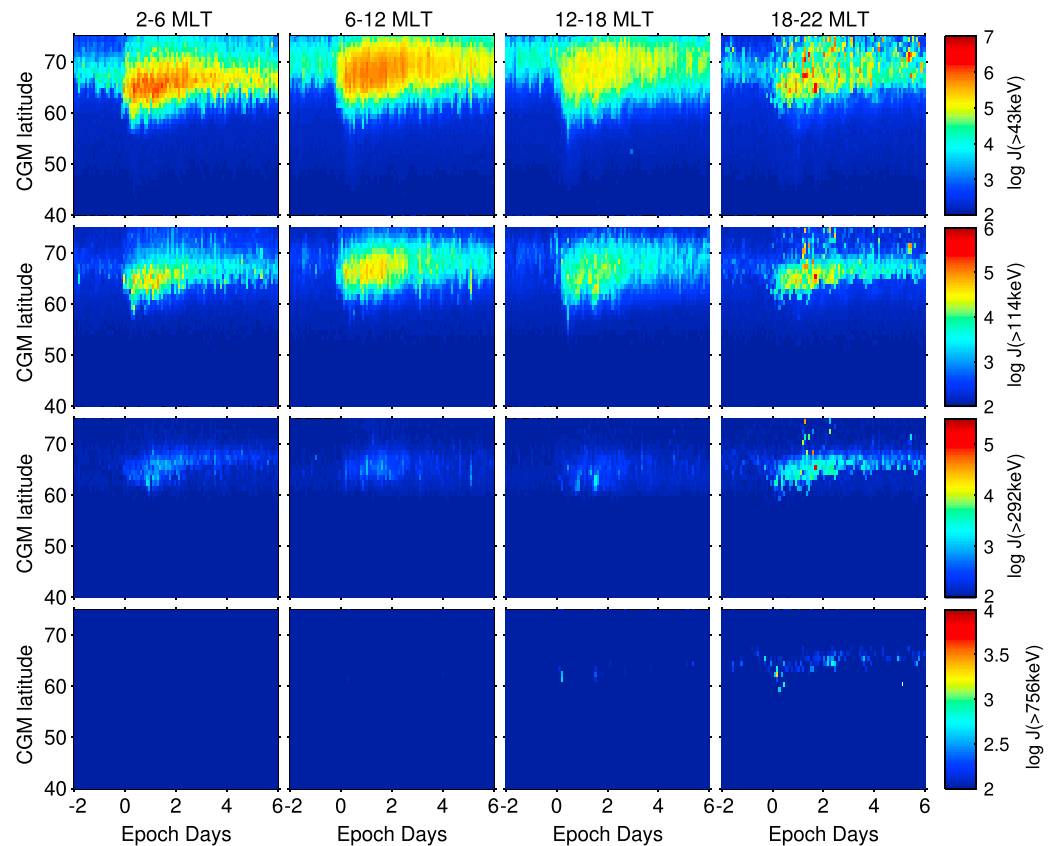 2-6 MLT 6-12 MLT 12-18 MLT 18-22 MLT
CGM latitude 70 60 50 40
7 6 5 4 3 2 log J(>43keV)
CGM latitude 70 60 50 40
6 5 4 3 2 log J(>114keV)
CGM latitude 70 60 50 40
5 4 3 2 log J(>292keV)
CGM latitude 70 60 50 40
4 3.5 3 2.5 2 log J(>756keV)
-2 0 2 4 6 -2 0 2 4 6 -2 0 2 4 6 -2 0 2 4 6
Epoch Days Epoch Days Epoch Days Epoch Days